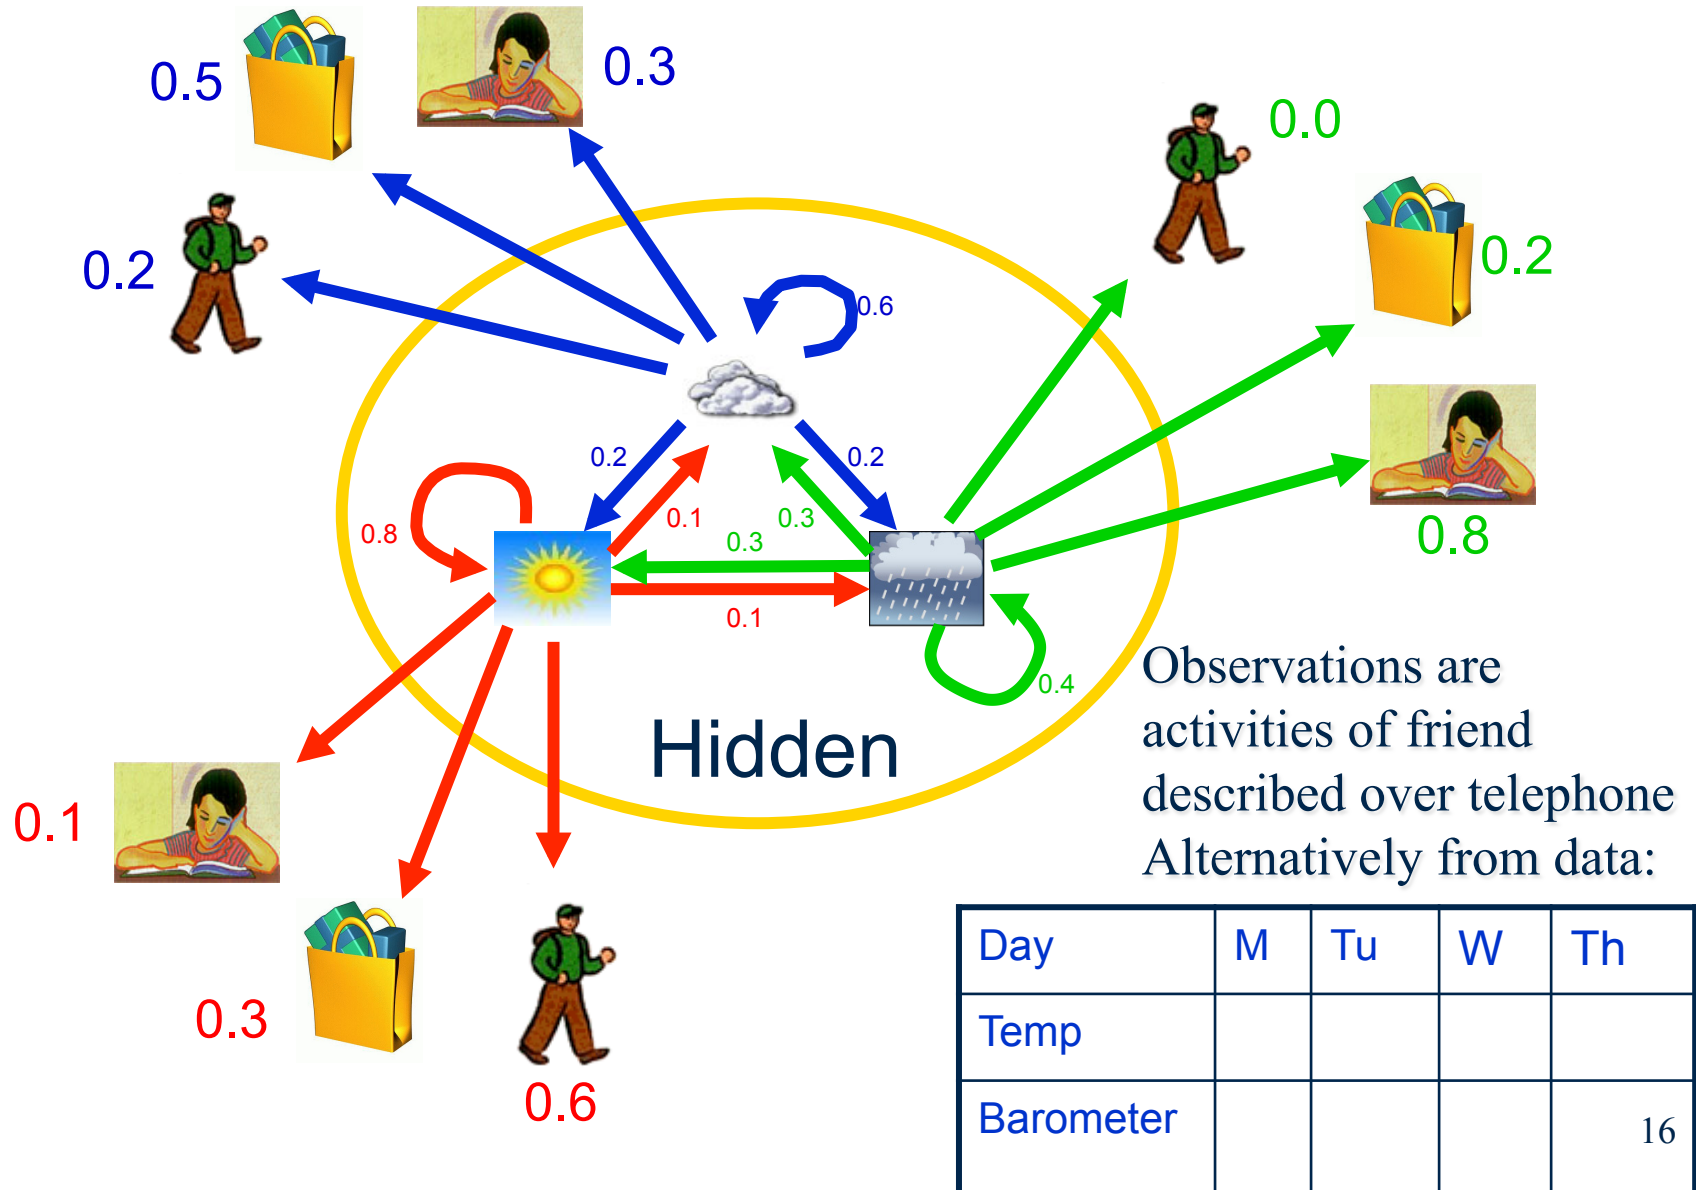 0.5
0.3
0.0
0.2
0.2
0.6
0.2
0.2
0.8
0.1
0.3
0.3
0.8
0.1
0.4
Hidden
Observations are
activities of friend
described over telephone
Alternatively from data:
0.1
0.3
0.6
Day M Tu W Th
Temp
Barometer
16